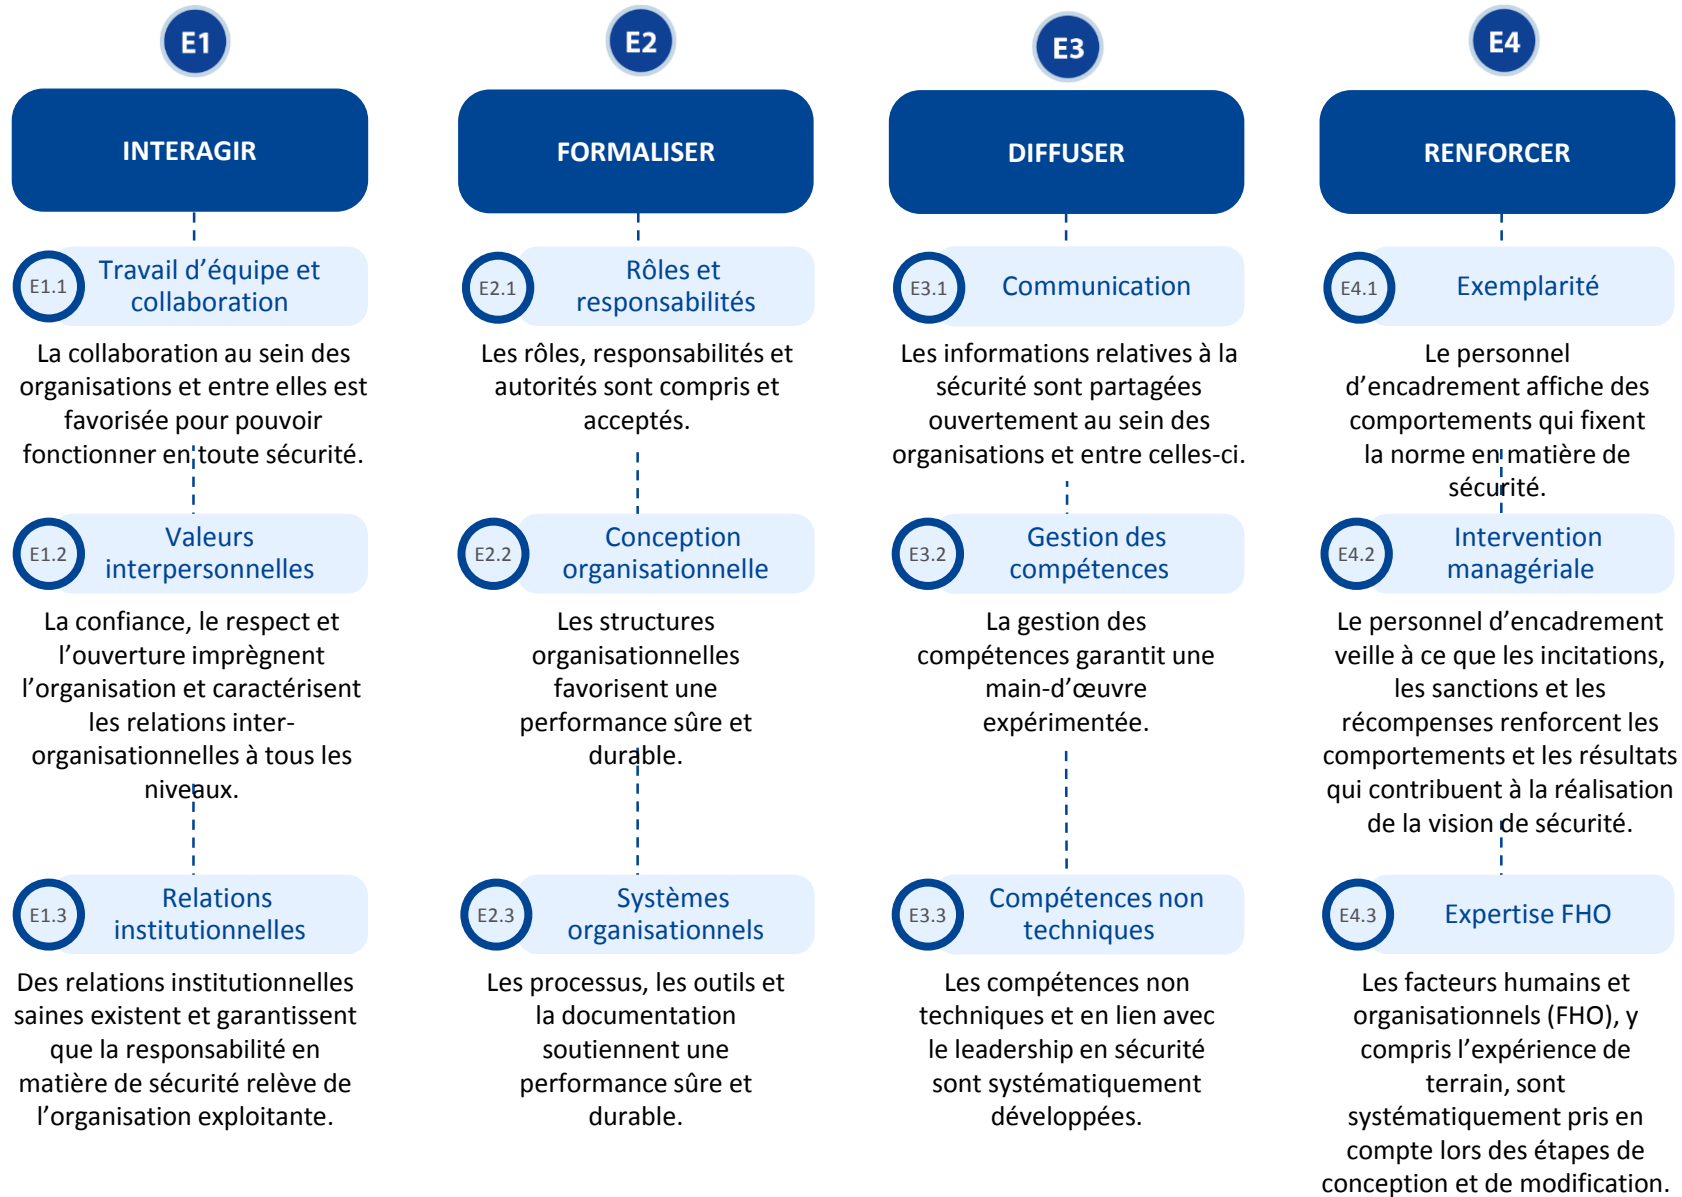 E1
INTERAGIR
E1.1
Travail d’équipe et
collaboration
La collaboration au sein des
organisations et entre elles est
favorisée pour pouvoir
fonctionner en toute sécurité.
E1.2
Valeurs
interpersonnelles
La confiance, le respect et
l’ouverture imprègnent
l’organisation et caractérisent
les relations inter-
organisationnelles à tous les
niveaux.
E1.3
Relations
institutionnelles
Des relations institutionnelles
saines existent et garantissent
que la responsabilité en
matière de sécurité relève de
l’organisation exploitante.
E2
FORMALISER
E2.1
Rôles et
responsabilités
Les rôles, responsabilités et
autorités sont compris et
acceptés.
E2.2
Conception
organisationnelle
Les structures
organisationnelles
favorisent une
performance sûre et
durable.
E2.3
Systèmes
organisationnels
Les processus, les outils et
la documentation
soutiennent une
performance sûre et
durable.
E3
DIFFUSER
E3.1
Communication
Les informations relatives à la
sécurité sont partagées
ouvertement au sein des
organisations et entre celles-ci.
E3.2
Gestion des
compétences
La gestion des
compétences garantit une
main-d’œuvre
expérimentée.
E3.3
Compétences non
techniques
Les compétences non
techniques et en lien avec
le leadership en sécurité
sont systématiquement
développées.
E4
RENFORCER
E4.1
Exemplarité
Le personnel
d’encadrement affiche des
comportements qui fixent
la norme en matière de
sécurité.
E4.2
Intervention
managériale
Le personnel d’encadrement
veille à ce que les incitations,
les sanctions et les
récompenses renforcent les
comportements et les résultats
qui contribuent à la réalisation
de la vision de sécurité.
E4.3
Expertise FHO
Les facteurs humains et
organisationnels (FHO), y
compris l’expérience de
terrain, sont
systématiquement pris en
compte lors des étapes de
conception et de modification.